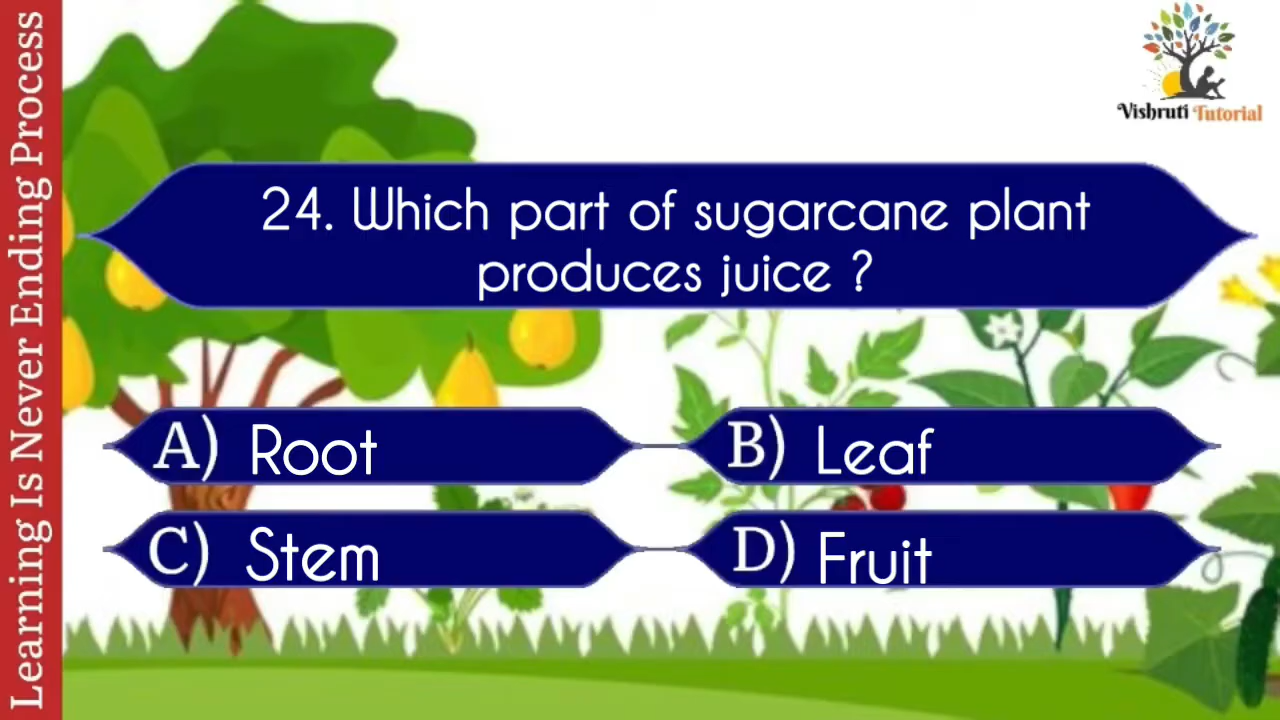 Learning Is Never Ending Process
Vishruti Tutorial
24. Which part of sugarcane plant
produces juice ?
A) Root
B) Leaf
C) Stem
D) Fruit